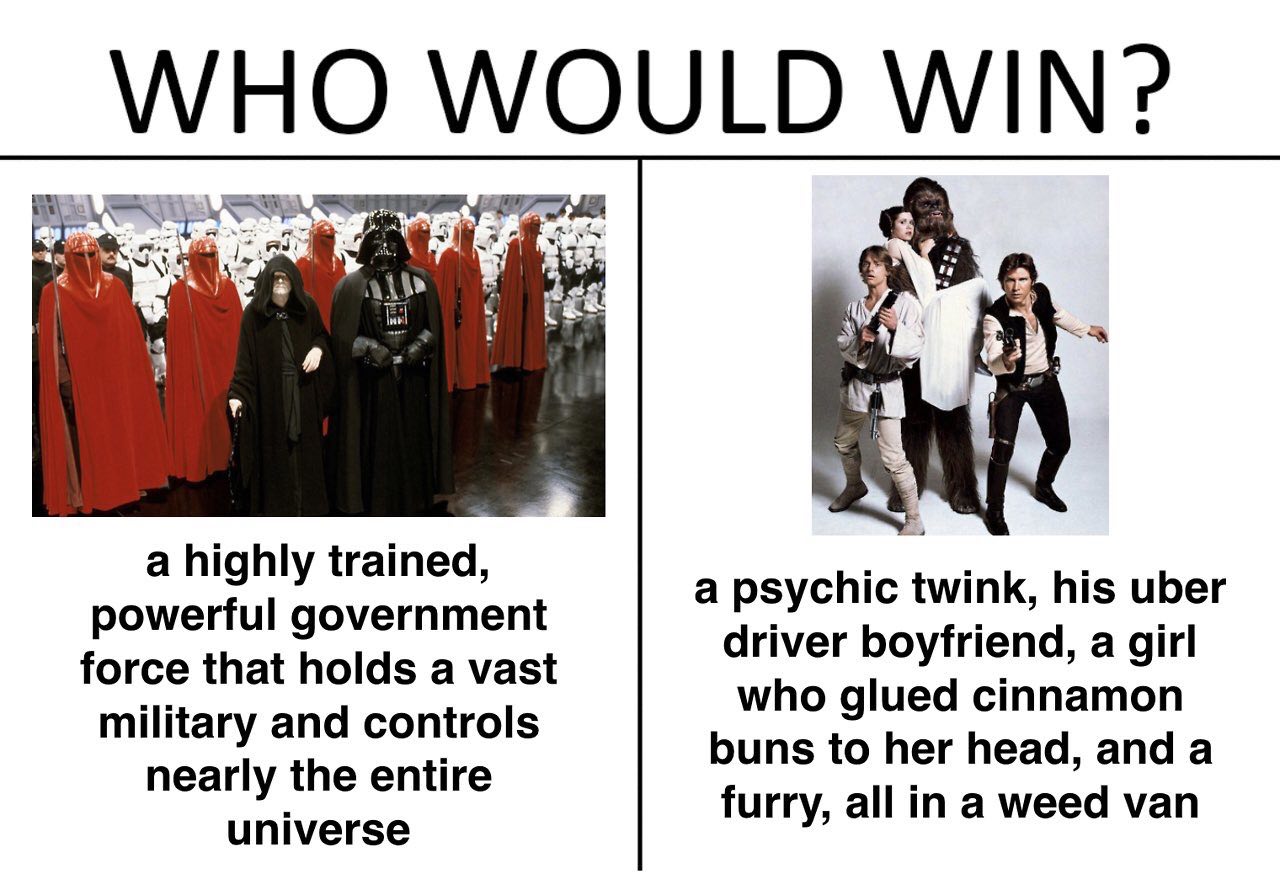 WHO WOULD WIN?
a highly trained,
powerful government
force that holds a vast
military and controls
nearly the entire
universe
a psychic twink, his uber
driver boyfriend, a girl
who glued cinnamon
buns to her head, and a
furry, all in a weed van